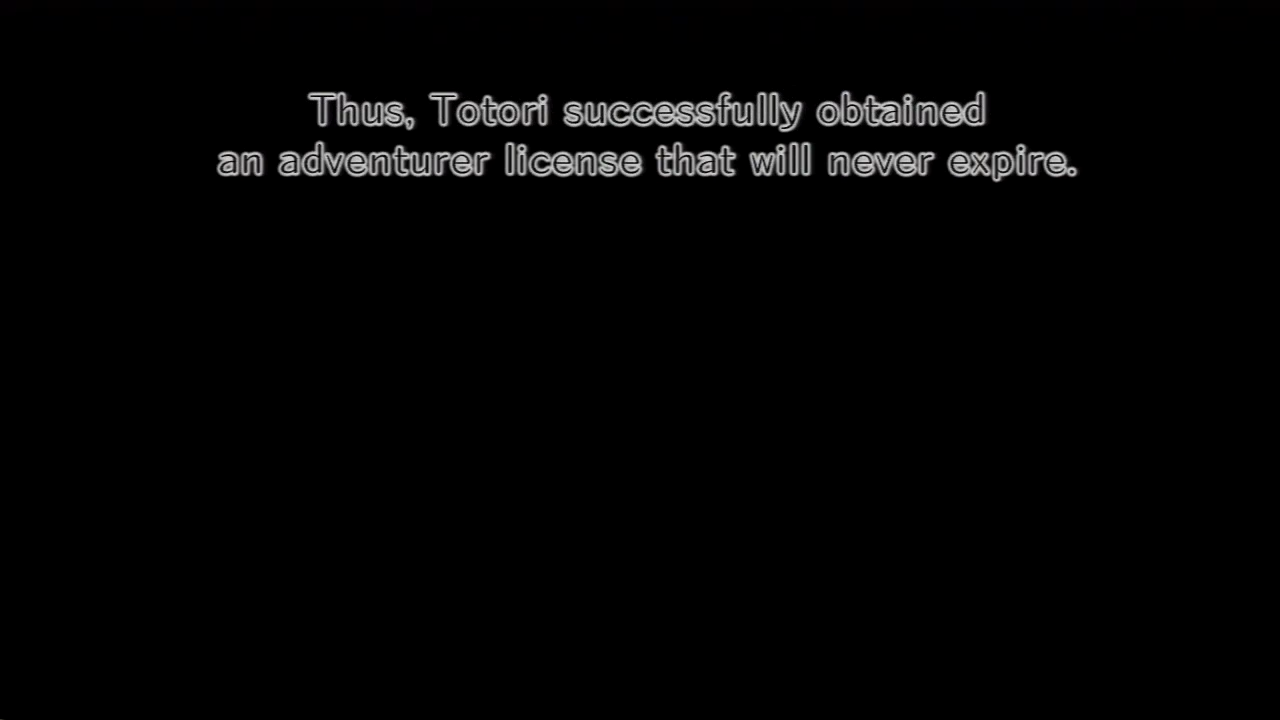 Thus, Totori successfully obtained
an adventurer license that will never expire.